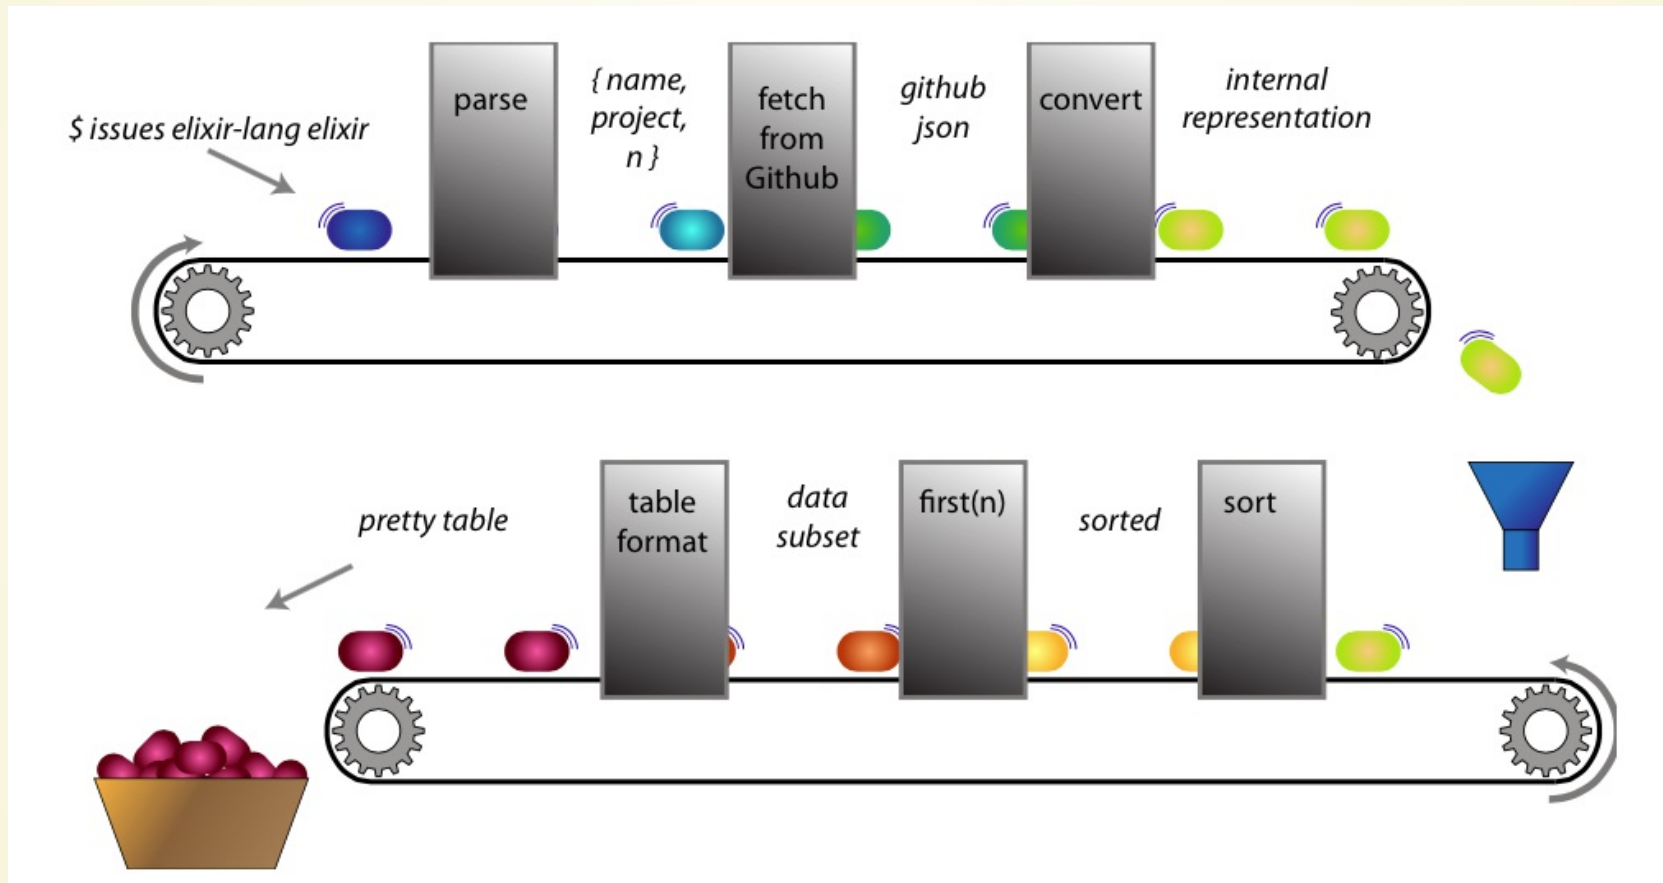 $ issues elixir-lang elixir
parse
{ name,
project,
n }
fetch
from
Github
github
json
convert
internal
representation
pretty table
table
format
data
subset
first(n)
sorted
sort